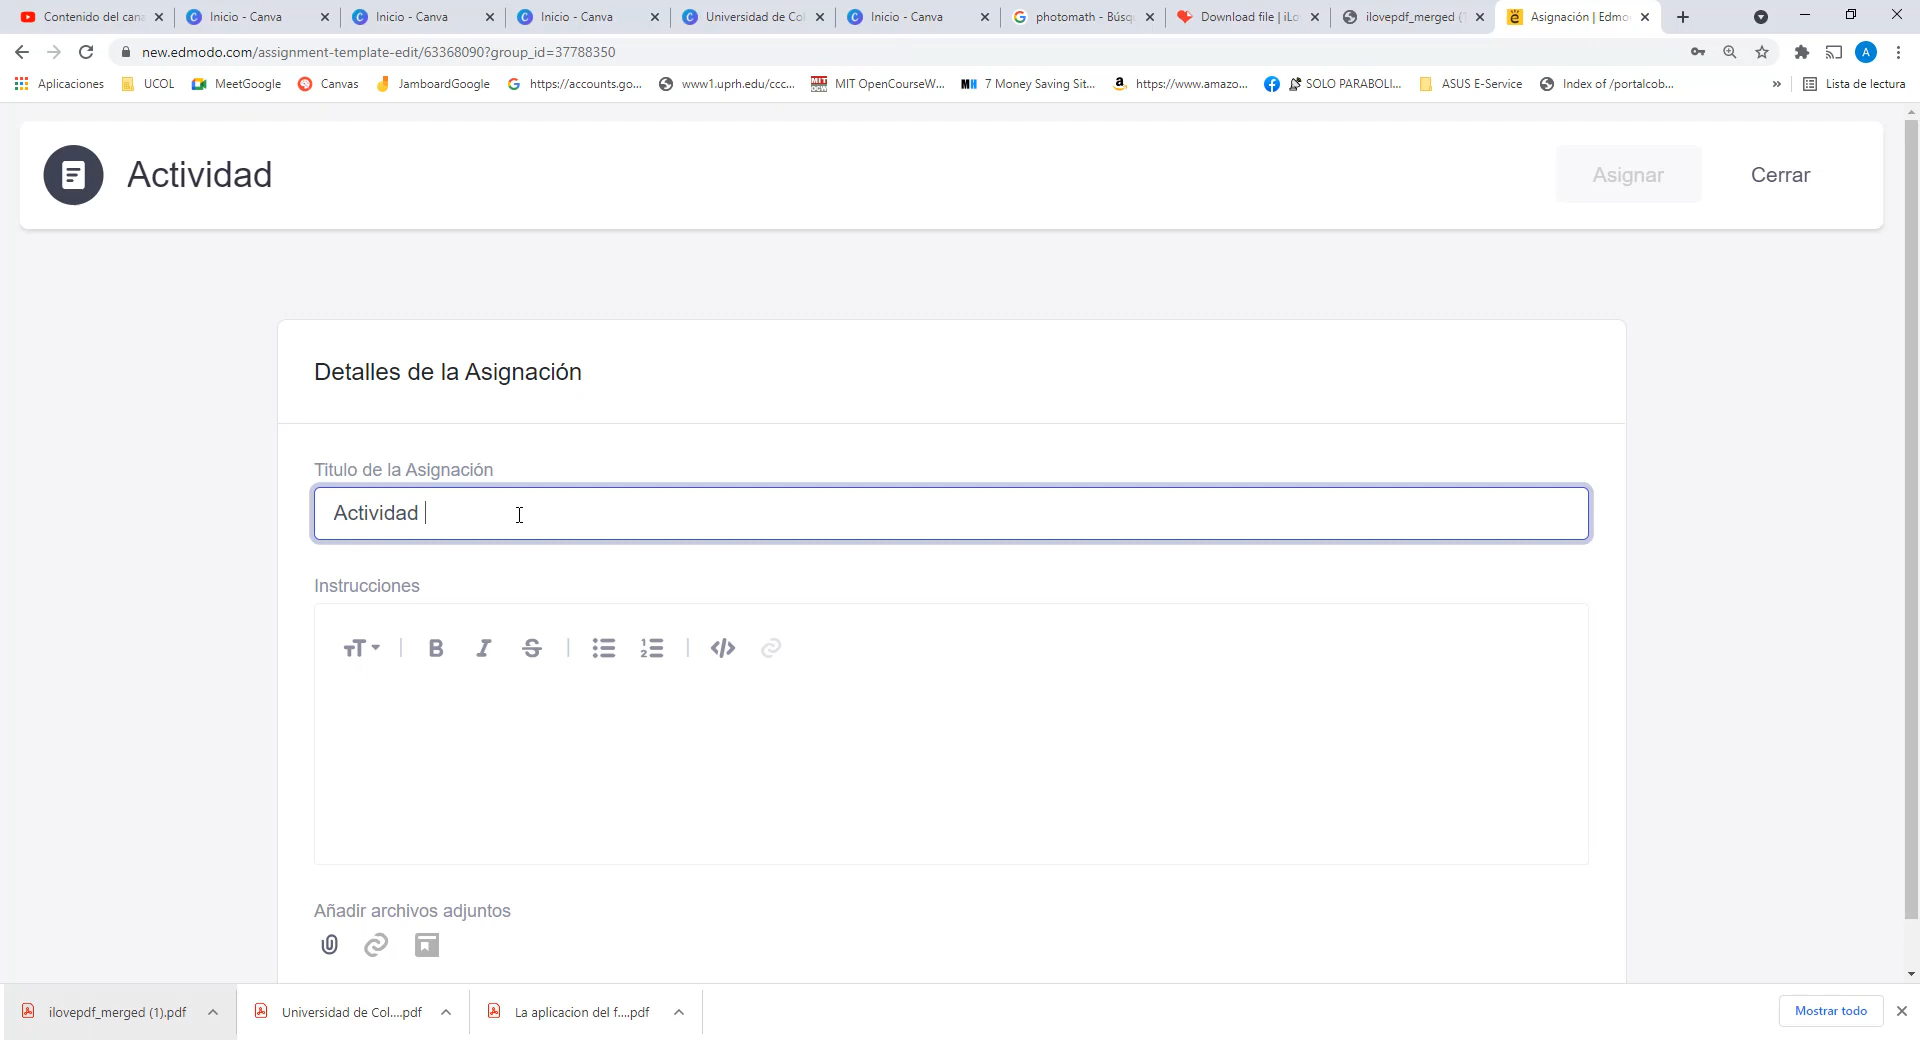 Contenido del cana
Inicio - Canva
Inicio - Canva
Inicio - Canva
Universidad de Col
Inicio - Canva
photomath - Búsq
Download file | iLo
ilovepdf_merged (1
Asignación | Edmo
new.edmodo.com/assignment-template-edit/63368090?group_id=37788350
A
Aplicaciones
UCOL
MeetGoogle
Canvas
JamboardGoogle
https://accounts.go...
www1.uprh.edu/ccc...
MIT OpenCourseW...
7 Money Saving Sit...
https://www.amazo...
SOLO PARABOLI...
ASUS E-Service
Index of /portalcob...
»
Lista de lectura
Actividad
Asignar
Cerrar
Detalles de la Asignación
Titulo de la Asignación
Actividad
Instrucciones
Añadir archivos adjuntos
ilovepdf_merged (1).pdf
Universidad de Col....pdf
La aplicacion del f....pdf
Mostrar todo